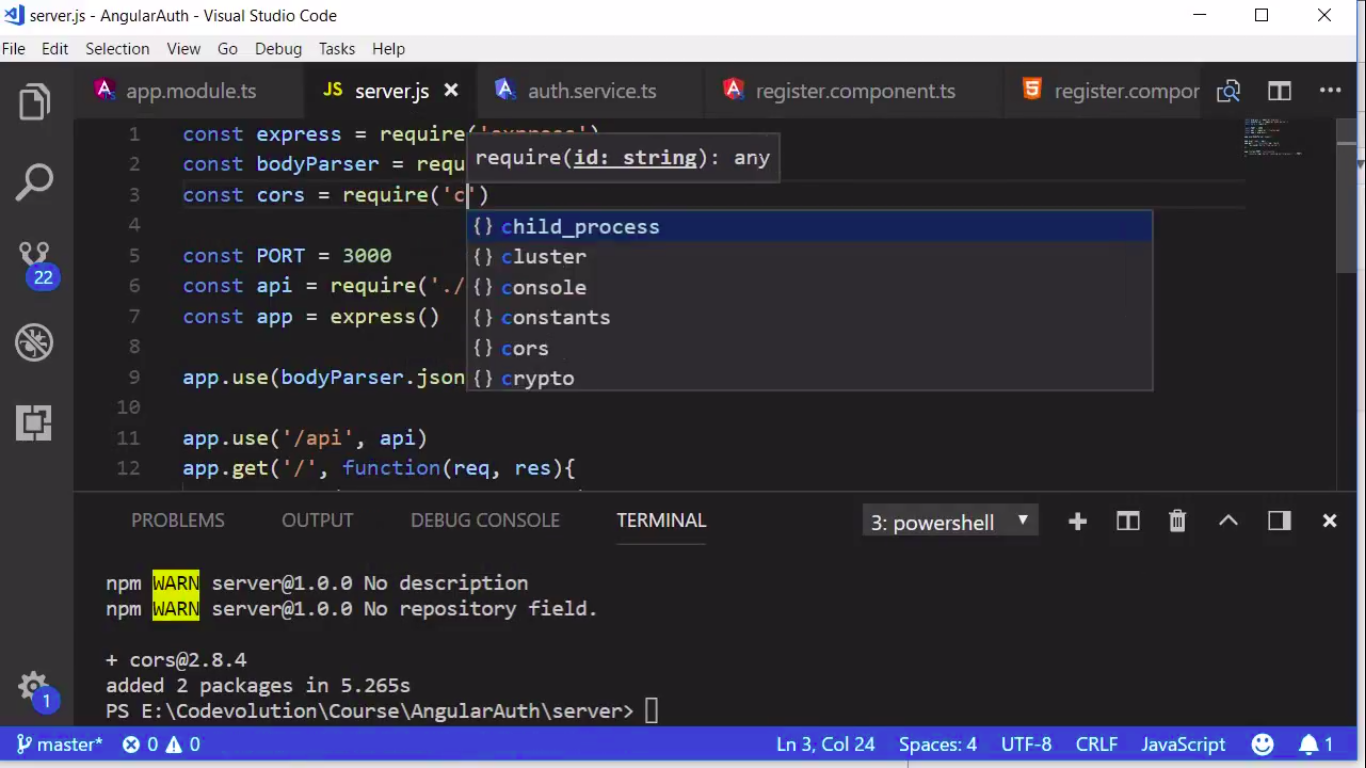 server.js - AngularAuth - Visual Studio Code
File Edit Selection View Go Debug Tasks Help
app.module.ts JS server.js auth.service.ts register.component.ts register.compor
1 const express = require('express')
2 const bodyParser = requ
require(id: string): any
3 const cors = require('c')
{} child_process
4
{} cluster
5 const PORT = 3000
{} console
6 const api = require('./
{} constants
7 const app = express()
{} cors
8
{} crypto
9 app.use(bodyParser.json
10
11 app.use('/api', api)
12 app.get('/', function(req, res){
22
PROBLEMS OUTPUT DEBUG CONSOLE TERMINAL 3: powershell
npm WARN server@1.0.0 No description
npm WARN server@1.0.0 No repository field.
+ cors@2.8.4
added 2 packages in 5.265s
PS E:\Codevolution\Course\AngularAuth\server>
1
master* 0 0 Ln 3, Col 24 Spaces: 4 UTF-8 CRLF JavaScript 1